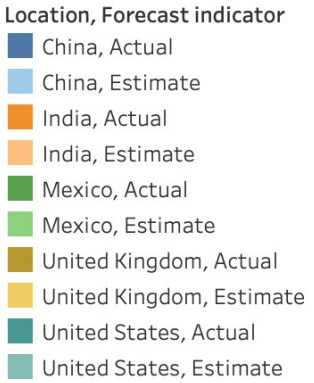 Location, Forecast indicator
China, Actual
China, Estimate
India, Actual
India, Estimate
Mexico, Actual
Mexico, Estimate
United Kingdom, Actual
United Kingdom, Estimate
United States, Actual
United States, Estimate